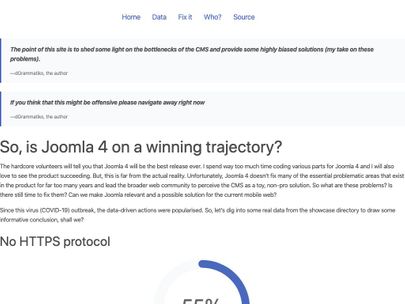 Home Data Fix it Who? Source
The point of this site is to shed some light on the bottlenecks of the CMS and provide some highly biased solutions (my take on these
problems).
—dGrammatiko, the author
If you think that this might be offensive please navigate away right now
—dGrammatiko, the author
So, is Joomla 4 on a winning trajectory?
The hardcore volunteers will tell you that Joomla 4 will be the best release ever. I spend way too much time coding various parts for Joomla 4 and I will also
love to see the product succeeding. But, this is far from the actual reality. Unfortunately, Joomla 4 doesn't fix many of the essential problematic areas that exist
in the product for far too many years and lead the broader web community to perceive the CMS as a toy, non-pro solution. So what are these problems? Is
there still time to fix them? Can we make Joomla relevant and a possible solution for the current mobile web?
Since this virus (COVID-19) outbreak, the data-driven actions were popularised. So, let's dig into some real data from the showcase directory to draw some
informative conclusion, shall we?
No HTTPS protocol
55%